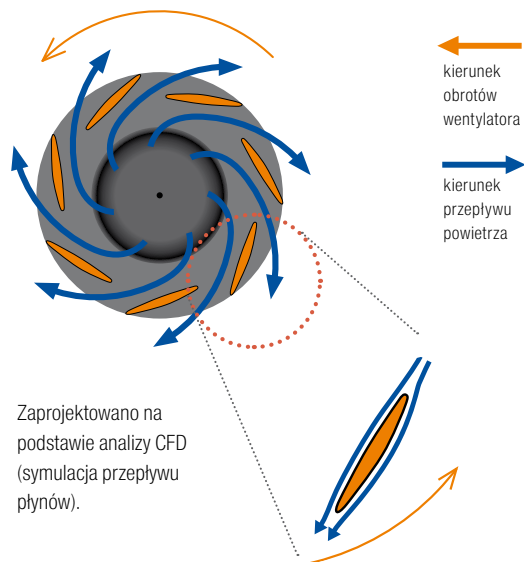 kierunek
obrotów
wentylatora
kierunek
przepływu
powietrza
Zaprojektowano na
podstawie analizy CFD
(symulacja przepływu
płynów).